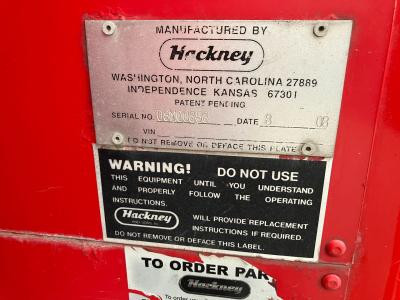 MANUFACTURED BY
Hackney
WASHINGTON, NORTH CAROLINA 27889
INDEPENDENCE KANSAS 67301
PATENT PENDING
SERIAL NO. DATE 8 08
VIN
DO NOT REMOVE OR DEFACE THIS PLATE
WARNING! DO NOT USE
THIS EQUIPMENT UNTIL YOU UNDERSTAND
AND PROPERLY FOLLOW THE OPERATING
INSTRUCTIONS.
Hackney
WILL PROVIDE REPLACEMENT
INSTRUCTIONS IF REQUIRED.
DO NOT REMOVE OR DEFACE THIS LABEL.
TO ORDER PAR
Hackney
To order